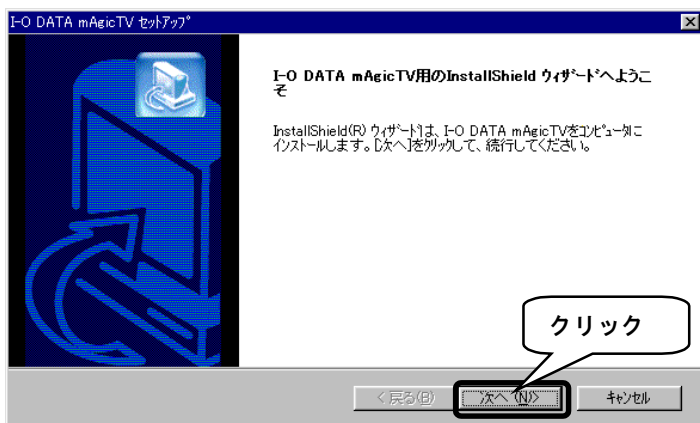 I-O DATA mAgicTV ｾｯﾄｱｯﾌﾟ
I-O DATA mAgicTV用のInstallShield ｳｨｻﾞｰﾄﾞへようこ
そ
InstallShield(R) ｳｨｻﾞｰﾄﾞは、I-O DATA mAgicTVをｺﾝﾋﾟｭｰﾀに
ｲﾝｽﾄｰﾙします。[次へ]をｸﾘｯｸして、続行してください。
クリック
< 戻る(B)
次へ (N)>
ｷｬﾝｾﾙ